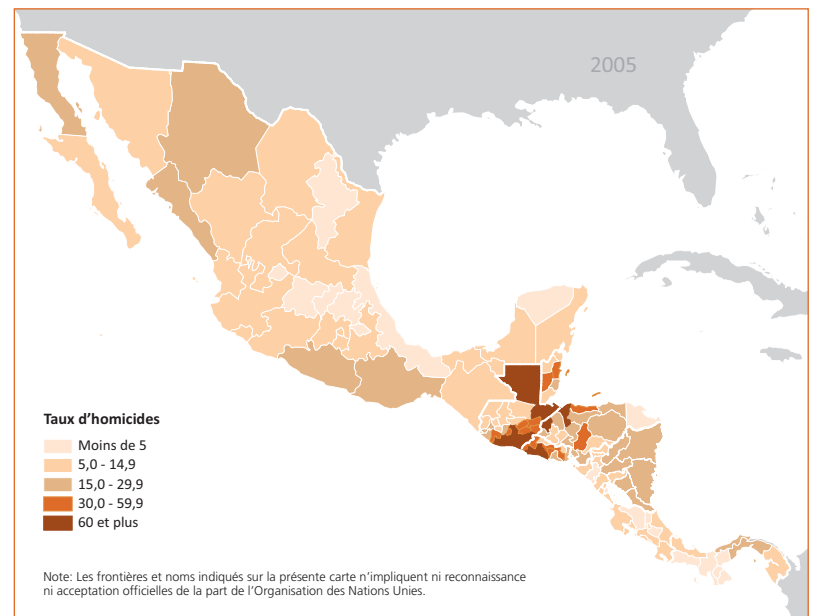 2005
Taux d'homicides
Moins de 5
5,0 - 14,9
15,0 - 29,9
30,0 - 59,9
60 et plus
Note: Les frontières et noms indiqués sur la présente carte n'impliquent ni reconnaissance
ni acceptation officielles de la part de l'Organisation des Nations Unies.